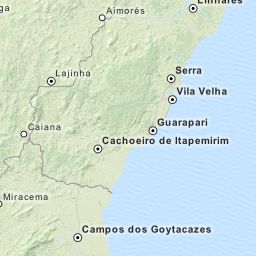 Linhares
Aimorés
Serra
Lajinha
Vila Velha
Guarapari
Caiana
Cachoeiro de Itapemirim
Miracema
Campos dos Goytacazes